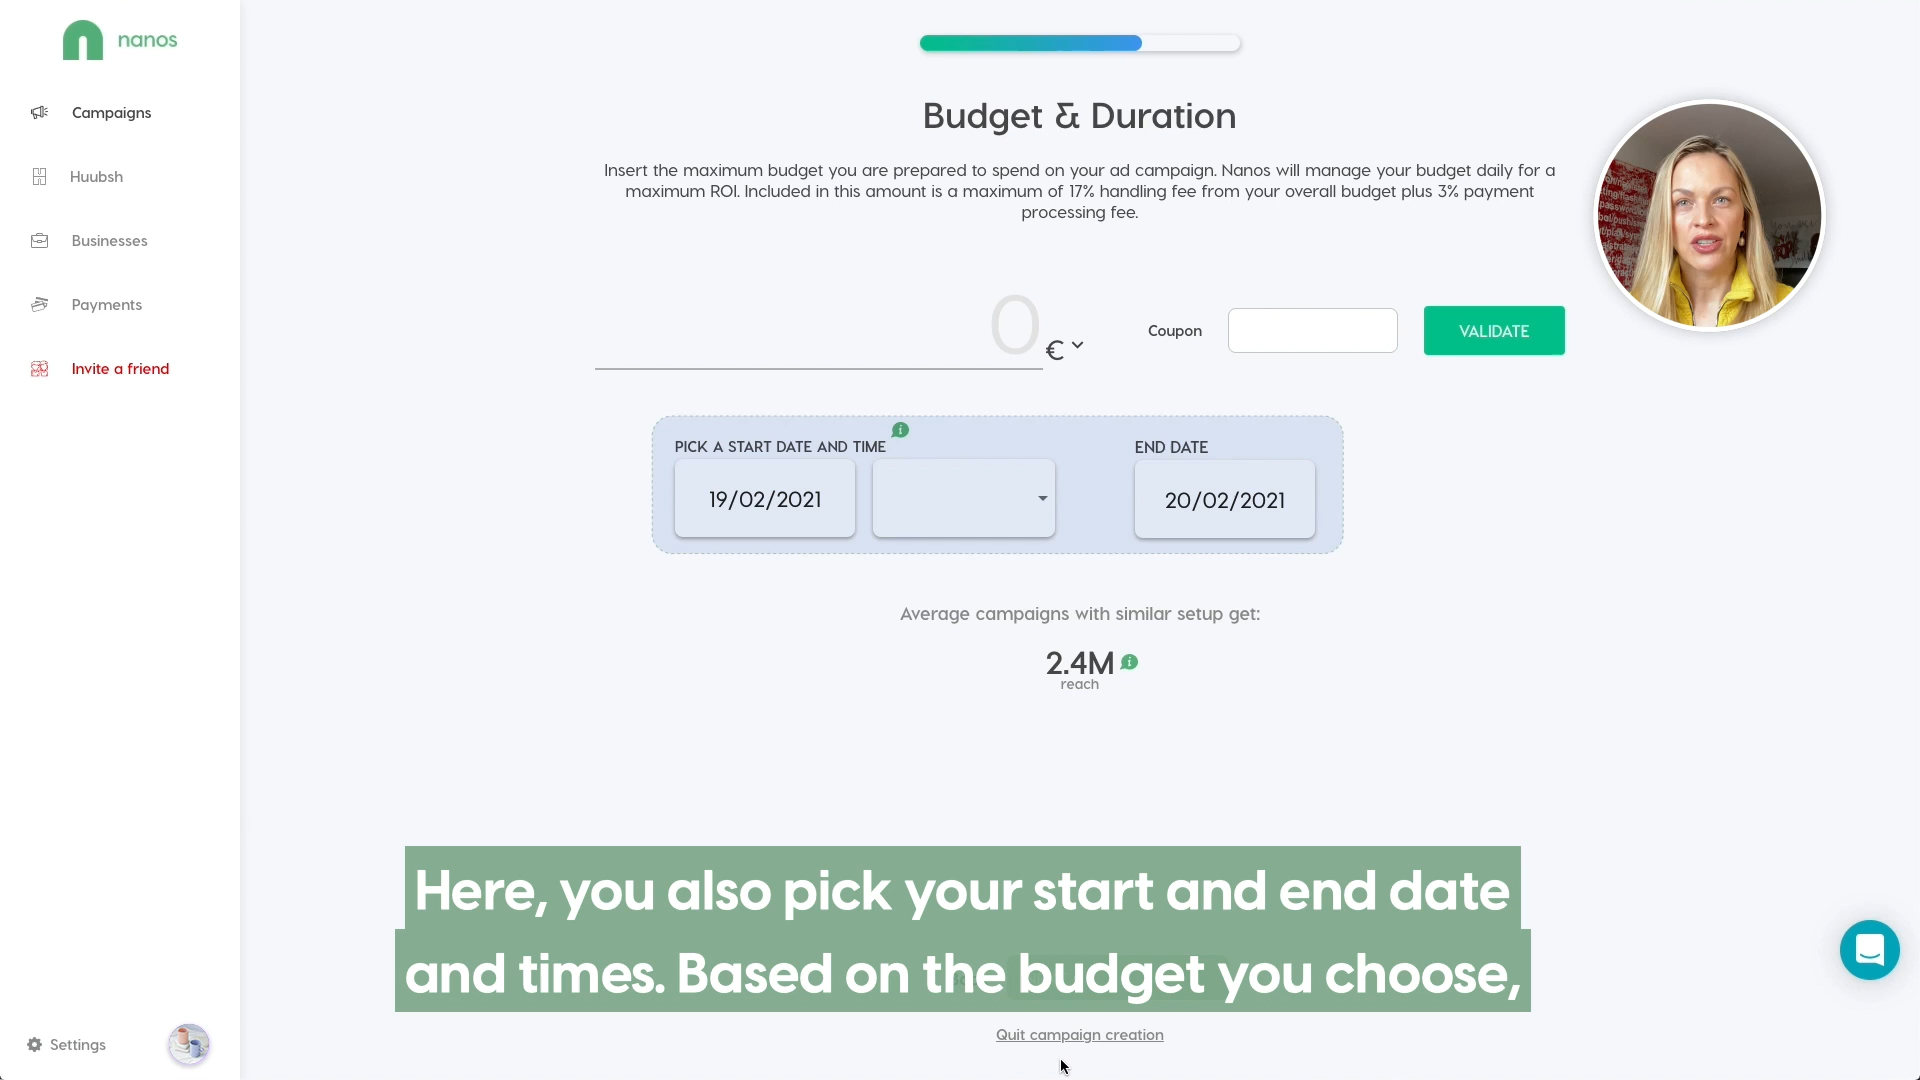 nanos
Campaigns
Huubsh
Businesses
Payments
Invite a friend
Settings
Budget & Duration
Insert the maximum budget you are prepared to spend on your ad campaign. Nanos will manage your budget daily for a
maximum ROI. Included in this amount is a maximum of 17% handling fee from your overall budget plus 3% payment
processing fee.
0 €
Coupon
VALIDATE
PICK A START DATE AND TIME
END DATE
19/02/2021
20/02/2021
Average campaigns with similar setup get:
2.4M
reach
Here, you also pick your start and end date
and times. Based on the budget you choose,
Quit campaign creation